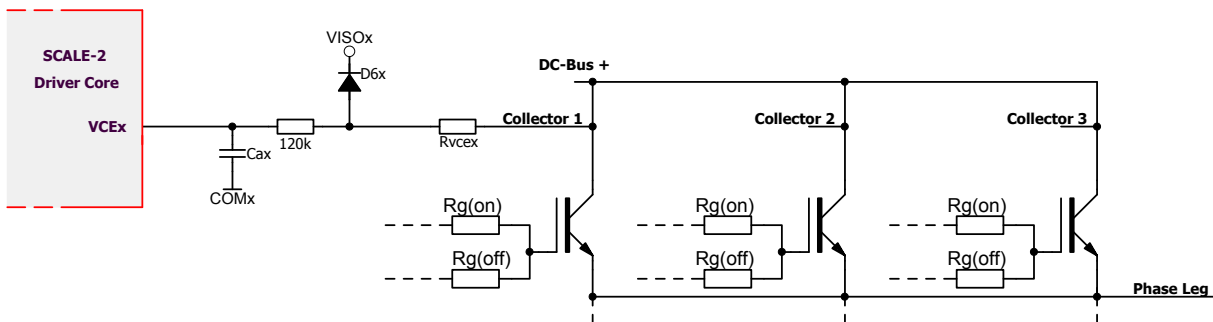 SCALE-2
Driver Core
VCEx
VISOx
D6x
120k
Cax
COMx
Rvcex
DC-Bus +
Collector 1
Collector 2
Collector 3
Rg(on)
Rg(off)
Rg(on)
Rg(off)
Rg(on)
Rg(off)
Phase Leg